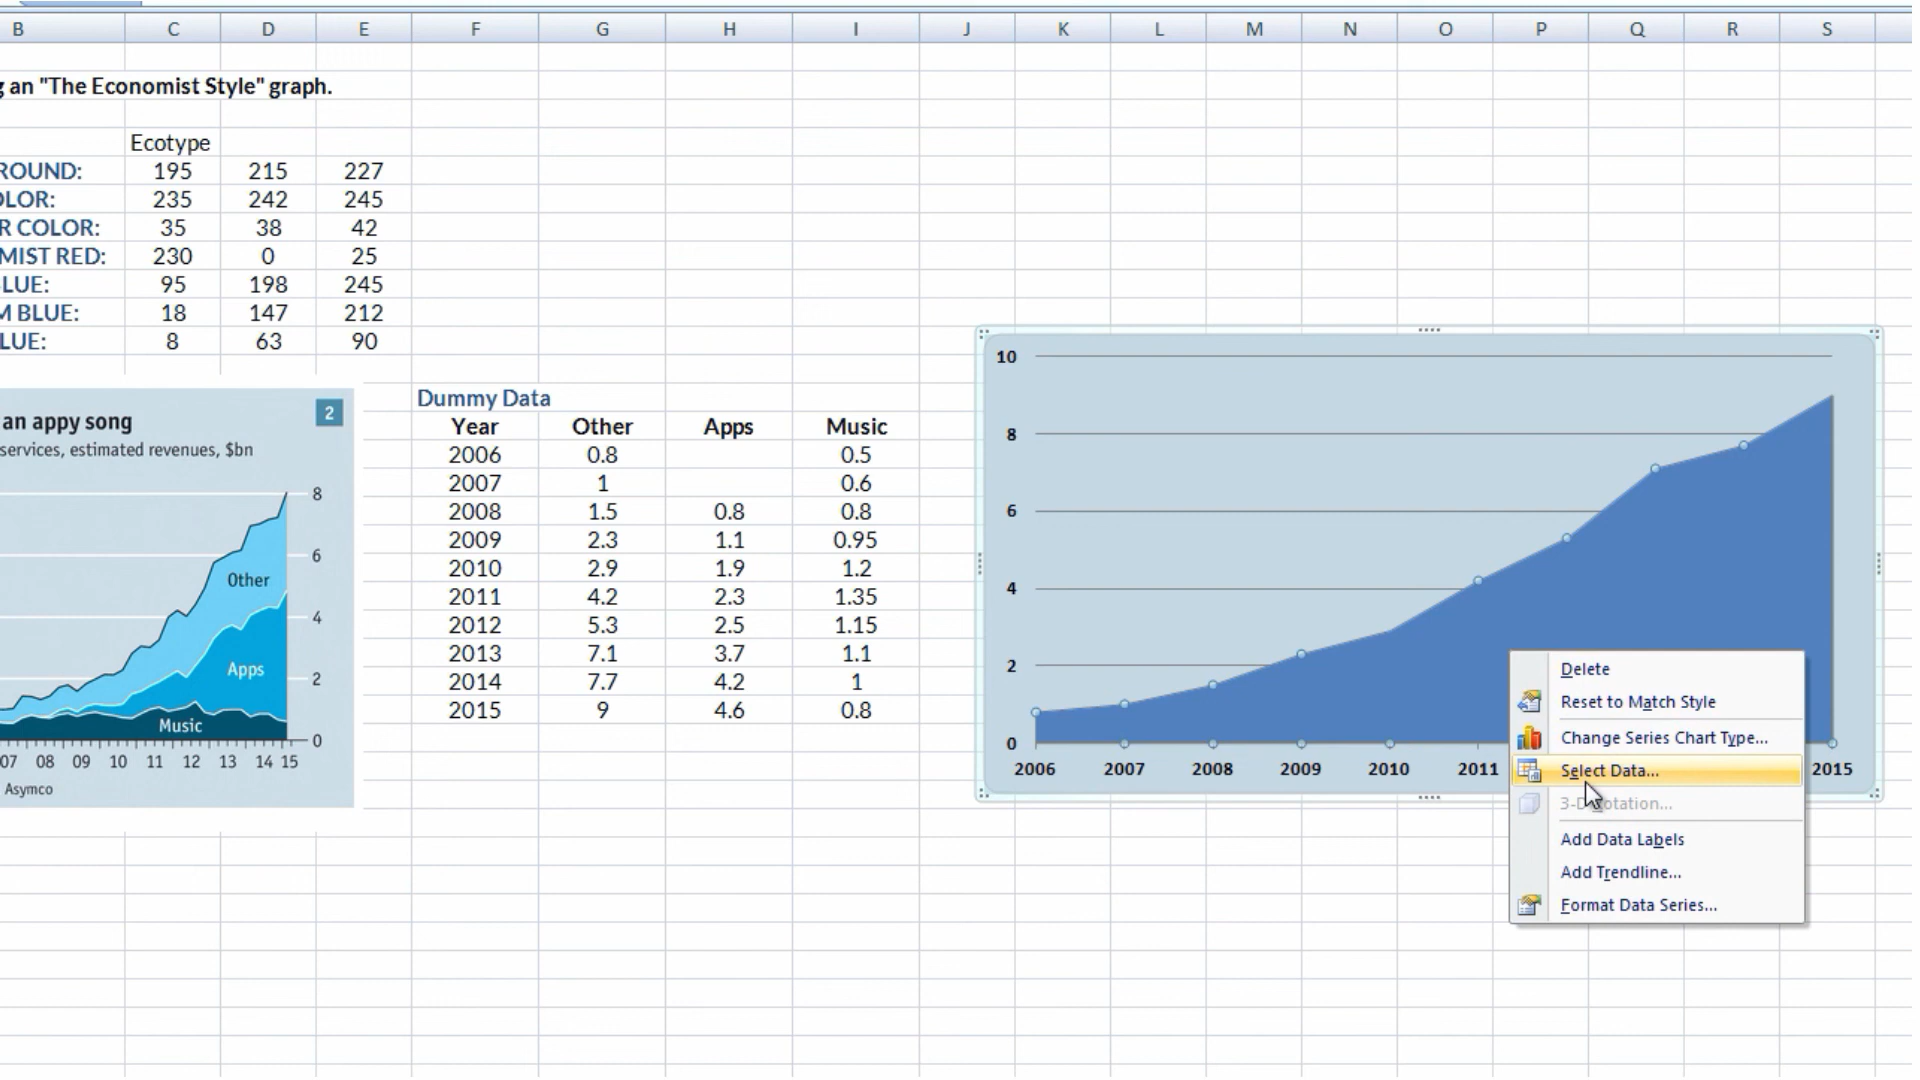 B C D E F G H I J K L M N O P Q R S
g an "The Economist Style" graph.
Ecotype
ROUND: 195 215 227
OLOR: 235 242 245
R COLOR: 35 38 42
MIST RED: 230 0 25
LUE: 95 198 245
M BLUE: 18 147 212
LUE: 8 63 90
an appy song 2
services, estimated revenues, $bn
8
6
Other
4
Apps
2
Music
0
07 08 09 10 11 12 13 14 15
Asymco
Dummy Data
Year Other Apps Music
2006 0.8 0.5
2007 1 0.6
2008 1.5 0.8 0.8
2009 2.3 1.1 0.95
2010 2.9 1.9 1.2
2011 4.2 2.3 1.35
2012 5.3 2.5 1.15
2013 7.1 3.7 1.1
2014 7.7 4.2 1
2015 9 4.6 0.8
10
8
6
4
2
0
2006 2007 2008 2009 2010 2011 2015
Delete
Reset to Match Style
Change Series Chart Type...
Select Data...
3-D otation...
Add Data Labels
Add Trendline...
Format Data Series...